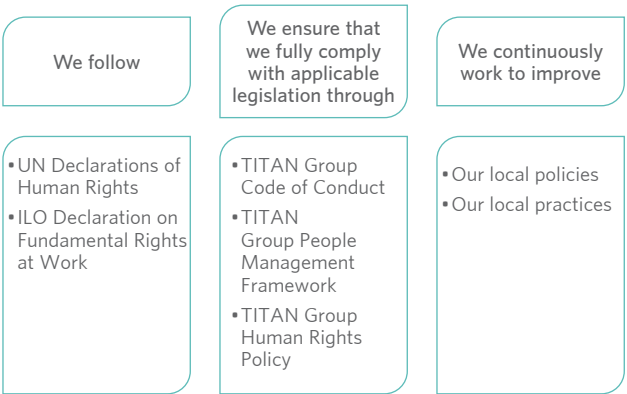 We follow
We ensure that
we fully comply
with applicable
legislation through
We continuously
work to improve
• UN Declarations of
Human Rights
• ILO Declaration on
Fundamental Rights
at Work
• TITAN Group
Code of Conduct
• TITAN
Group People
Management
Framework
• TITAN Group
Human Rights
Policy
• Our local policies
• Our local practices